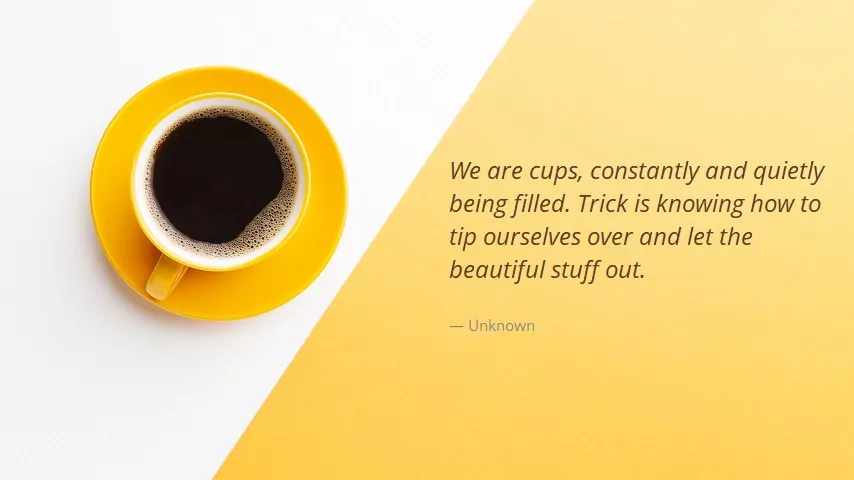 We are cups, constantly and quietly
being filled. Trick is knowing how to
tip ourselves over and let the
beautiful stuff out.
— Unknown